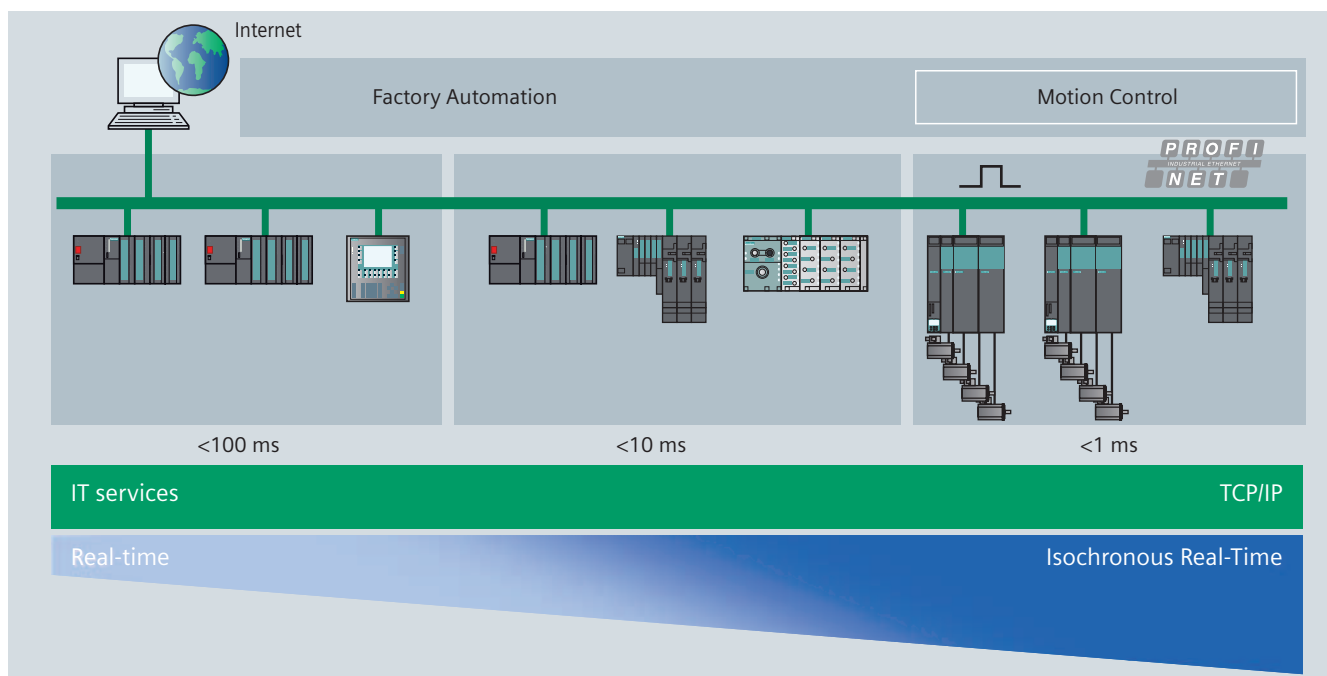 Internet
Factory Automation
Motion Control
PROFI
INDUSTRIAL ETHERNET
NET
<100 ms
<10 ms
<1 ms
IT services
TCP/IP
Real-time
Isochronous Real-Time